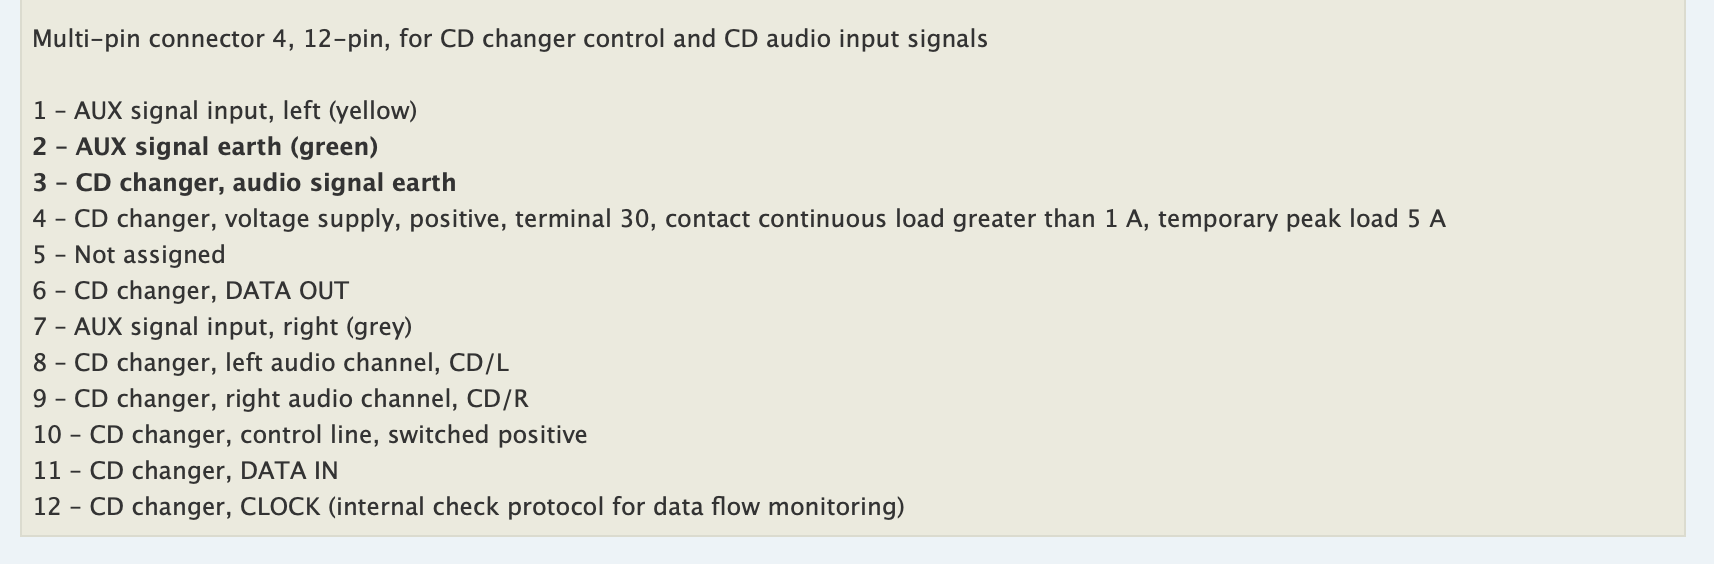 Multi-pin connector 4, 12-pin, for CD changer control and CD audio input signals
1 - AUX signal input, left (yellow)
2 - AUX signal earth (green)
3 - CD changer, audio signal earth
4 - CD changer, voltage supply, positive, terminal 30, contact continuous load greater than 1 A, temporary peak load 5 A
5 - Not assigned
6 - CD changer, DATA OUT
7 - AUX signal input, right (grey)
8 - CD changer, left audio channel, CD/L
9 - CD changer, right audio channel, CD/R
10 - CD changer, control line, switched positive
11 - CD changer, DATA IN
12 - CD changer, CLOCK (internal check protocol for data flow monitoring)